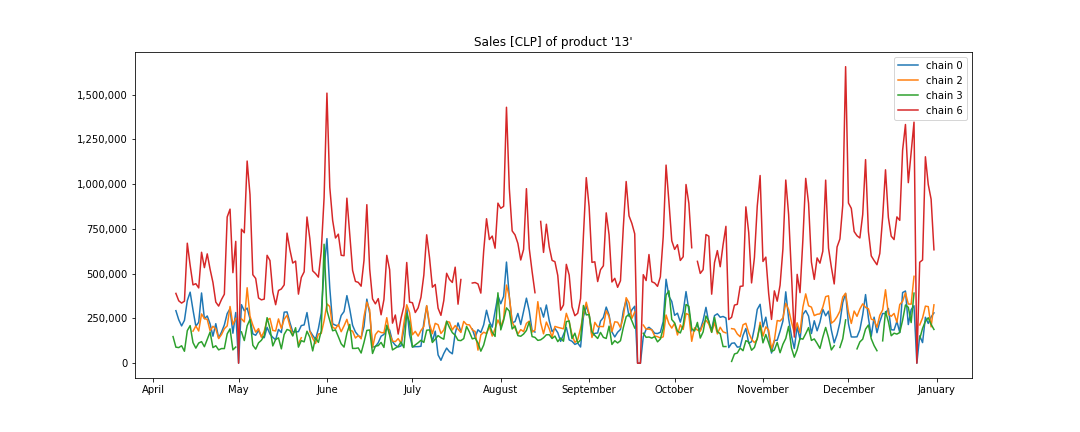 Sales [CLP] of product '13'
chain 0
chain 2
chain 3
chain 6
1,500,000
1,250,000
1,000,000
750,000
500,000
250,000
0
April May June July August September October November December January